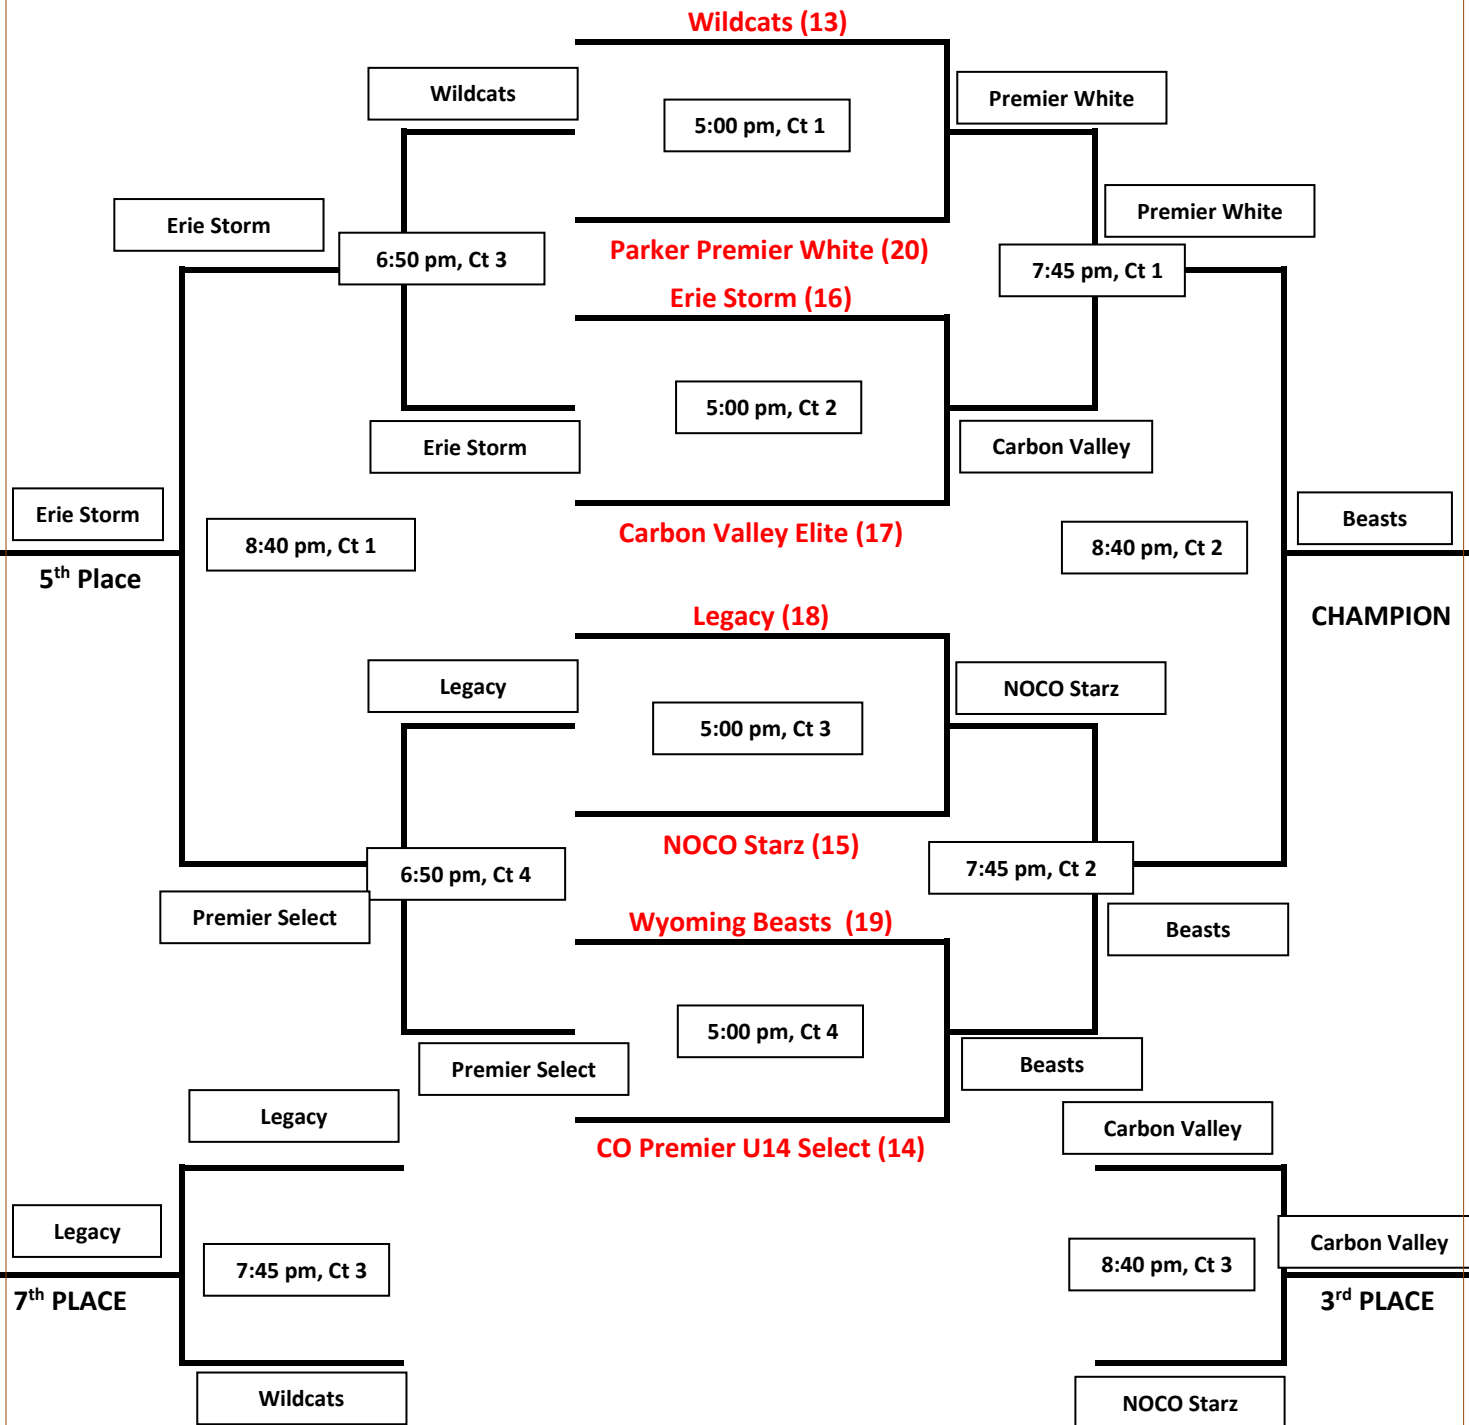 Wildcats (13)
Wildcats
5:00 pm, Ct 1
Premier White
Erie Storm
6:50 pm, Ct 3
Parker Premier White (20)
Premier White
7:45 pm, Ct 1
Erie Storm (16)
Erie Storm
5:00 pm, Ct 2
Carbon Valley
Erie Storm
5th Place
8:40 pm, Ct 1
Carbon Valley Elite (17)
8:40 pm, Ct 2
Beasts
CHAMPION
Legacy (18)
Legacy
5:00 pm, Ct 3
NOCO Starz
NOCO Starz (15)
6:50 pm, Ct 4
7:45 pm, Ct 2
Premier Select
Wyoming Beasts  (19)
Beasts
5:00 pm, Ct 4
Premier Select
Beasts
Legacy
CO Premier U14 Select (14)
Carbon Valley
Legacy
7:45 pm, Ct 3
8:40 pm, Ct 3
Carbon Valley
7th PLACE
3rd PLACE
Wildcats
NOCO Starz